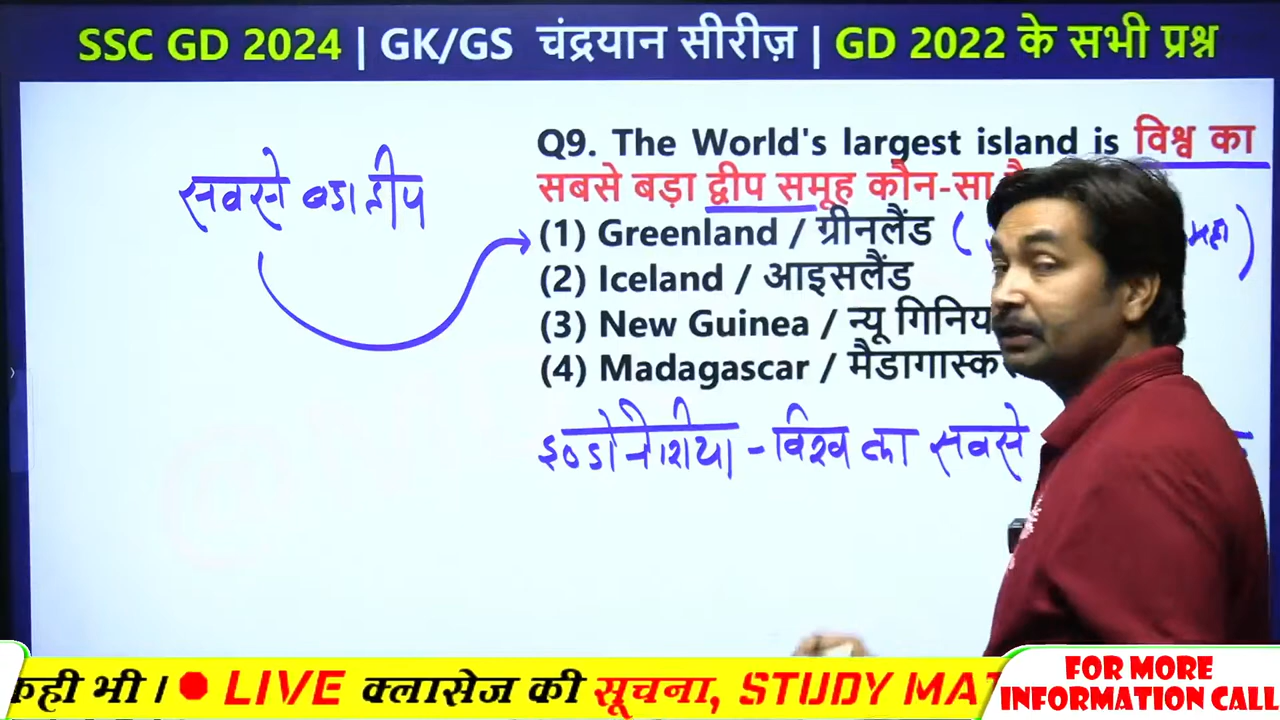 SSC GD 2024 | GK/GS चंद्रयान सीरीज़ | GD 2022 के सभी प्रश्न
Q9. The World's largest island is विश्व का
सबसे बड़ा द्वीप समूह कौन-सा
सबसे बडा द्वीप
(1) Greenland / ग्रीनलैंड (
(2) Iceland / आइसलैंड
(3) New Guinea / न्यू गिनिय
(4) Madagascar / मैडागास्कर
इण्डोनेशिया - विश्व का सबसे
कही भी । LIVE क्लासेज की सूचना, STUDY MAT
FOR MORE
INFORMATION CALL